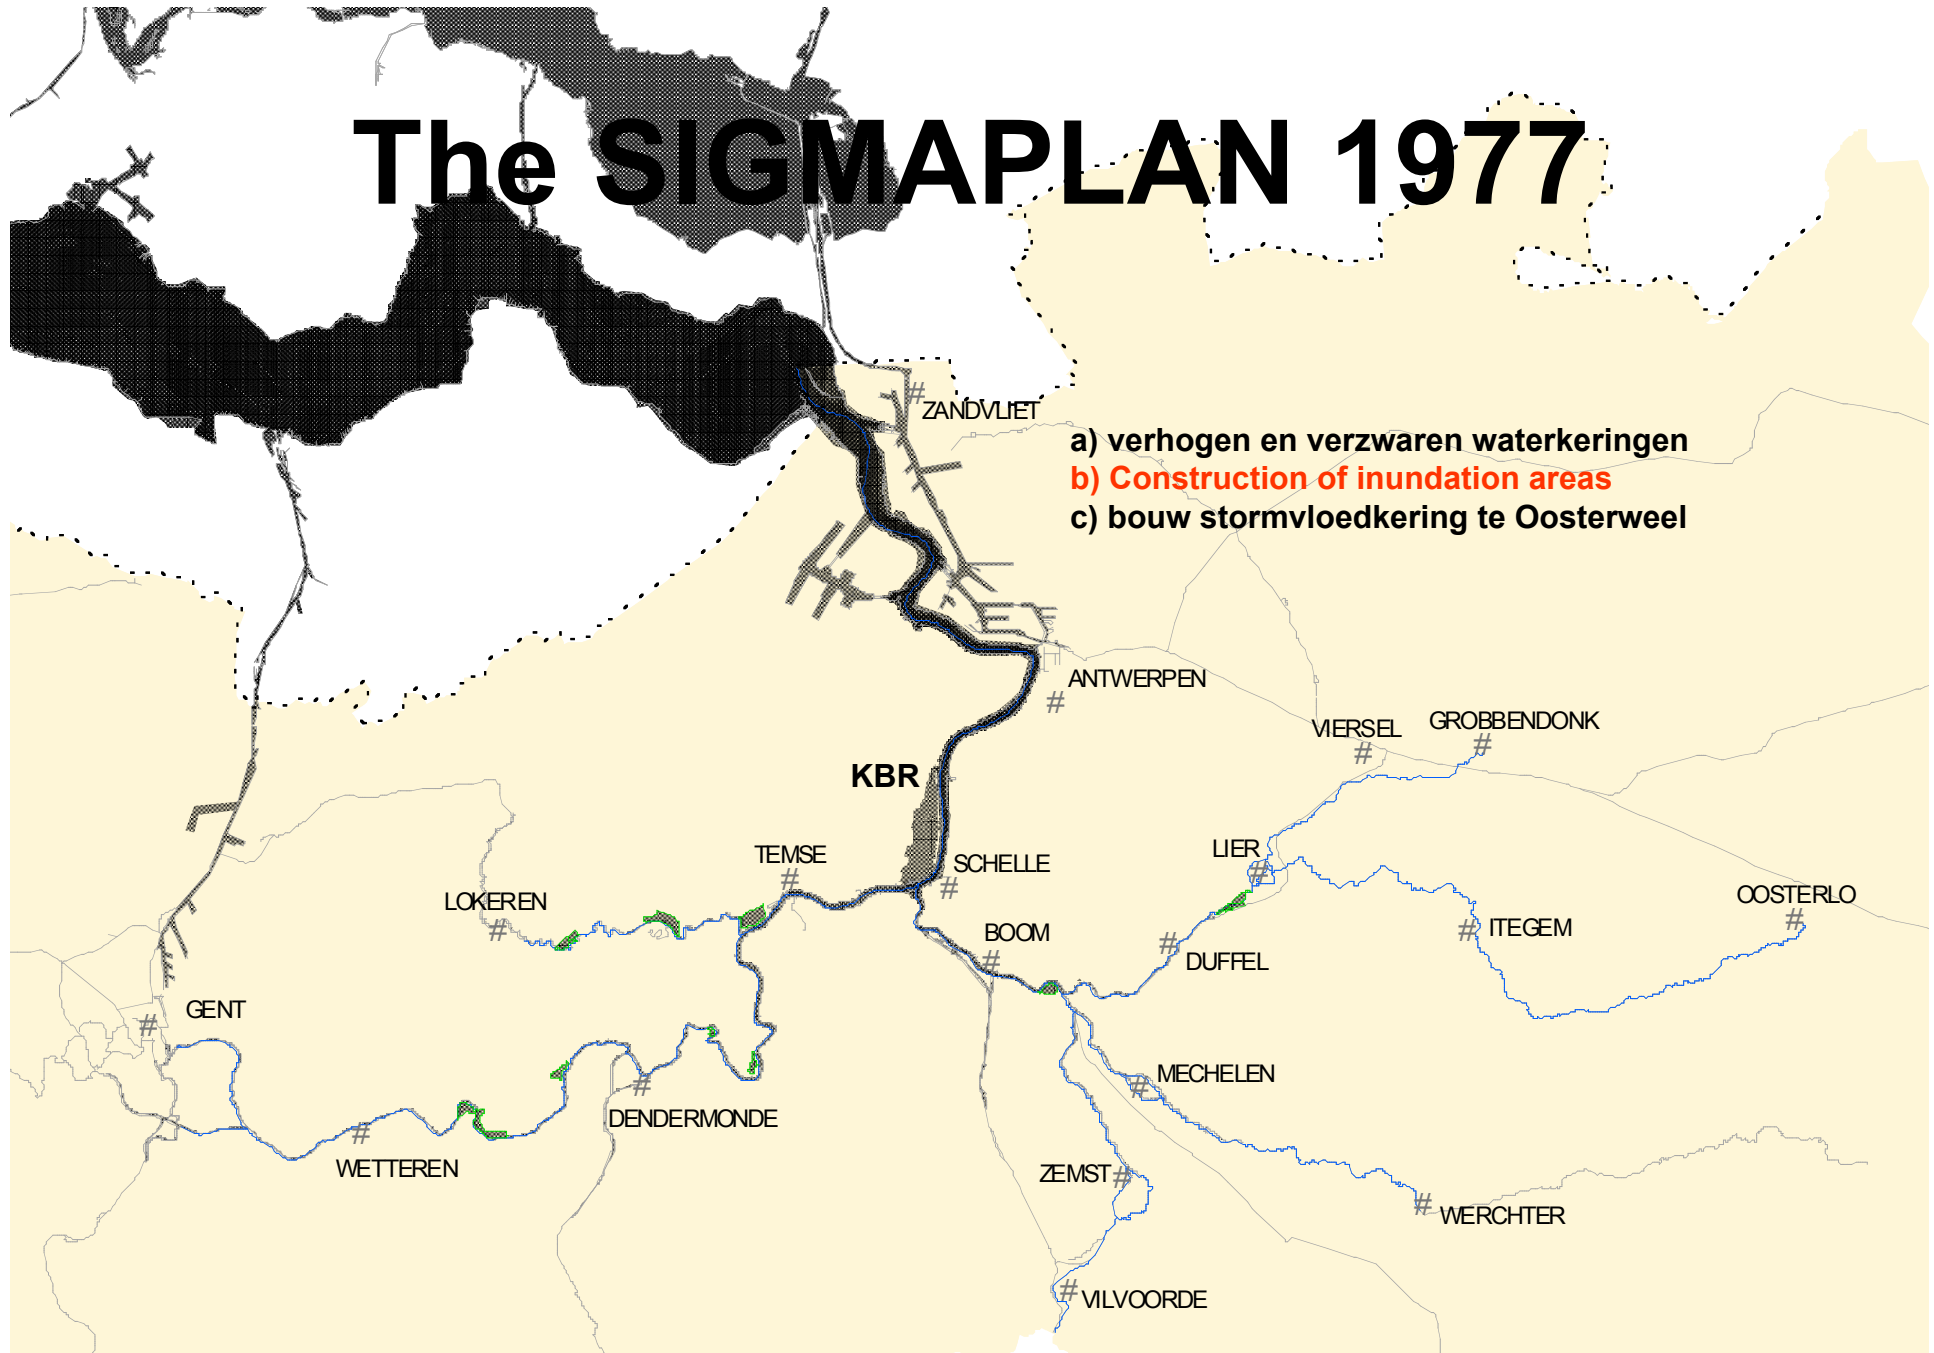 The SIGMAPLAN 1977
# ZANDVLIET
a) verhogen en verzwaren waterkeringen
b) Construction of inundation areas
c) bouw stormvloedkering te Oosterweel
# ANTWERPEN
VIERSEL #
GROBBENDONK #
KBR
TEMSE #
# SCHELLE
LIER #
LOKEREN #
OOSTERLO #
BOOM #
# DUFFEL
# ITEGEM
# GENT
# MECHELEN
# DENDERMONDE
# WETTEREN
ZEMST #
# WERCHTER
# VILVOORDE